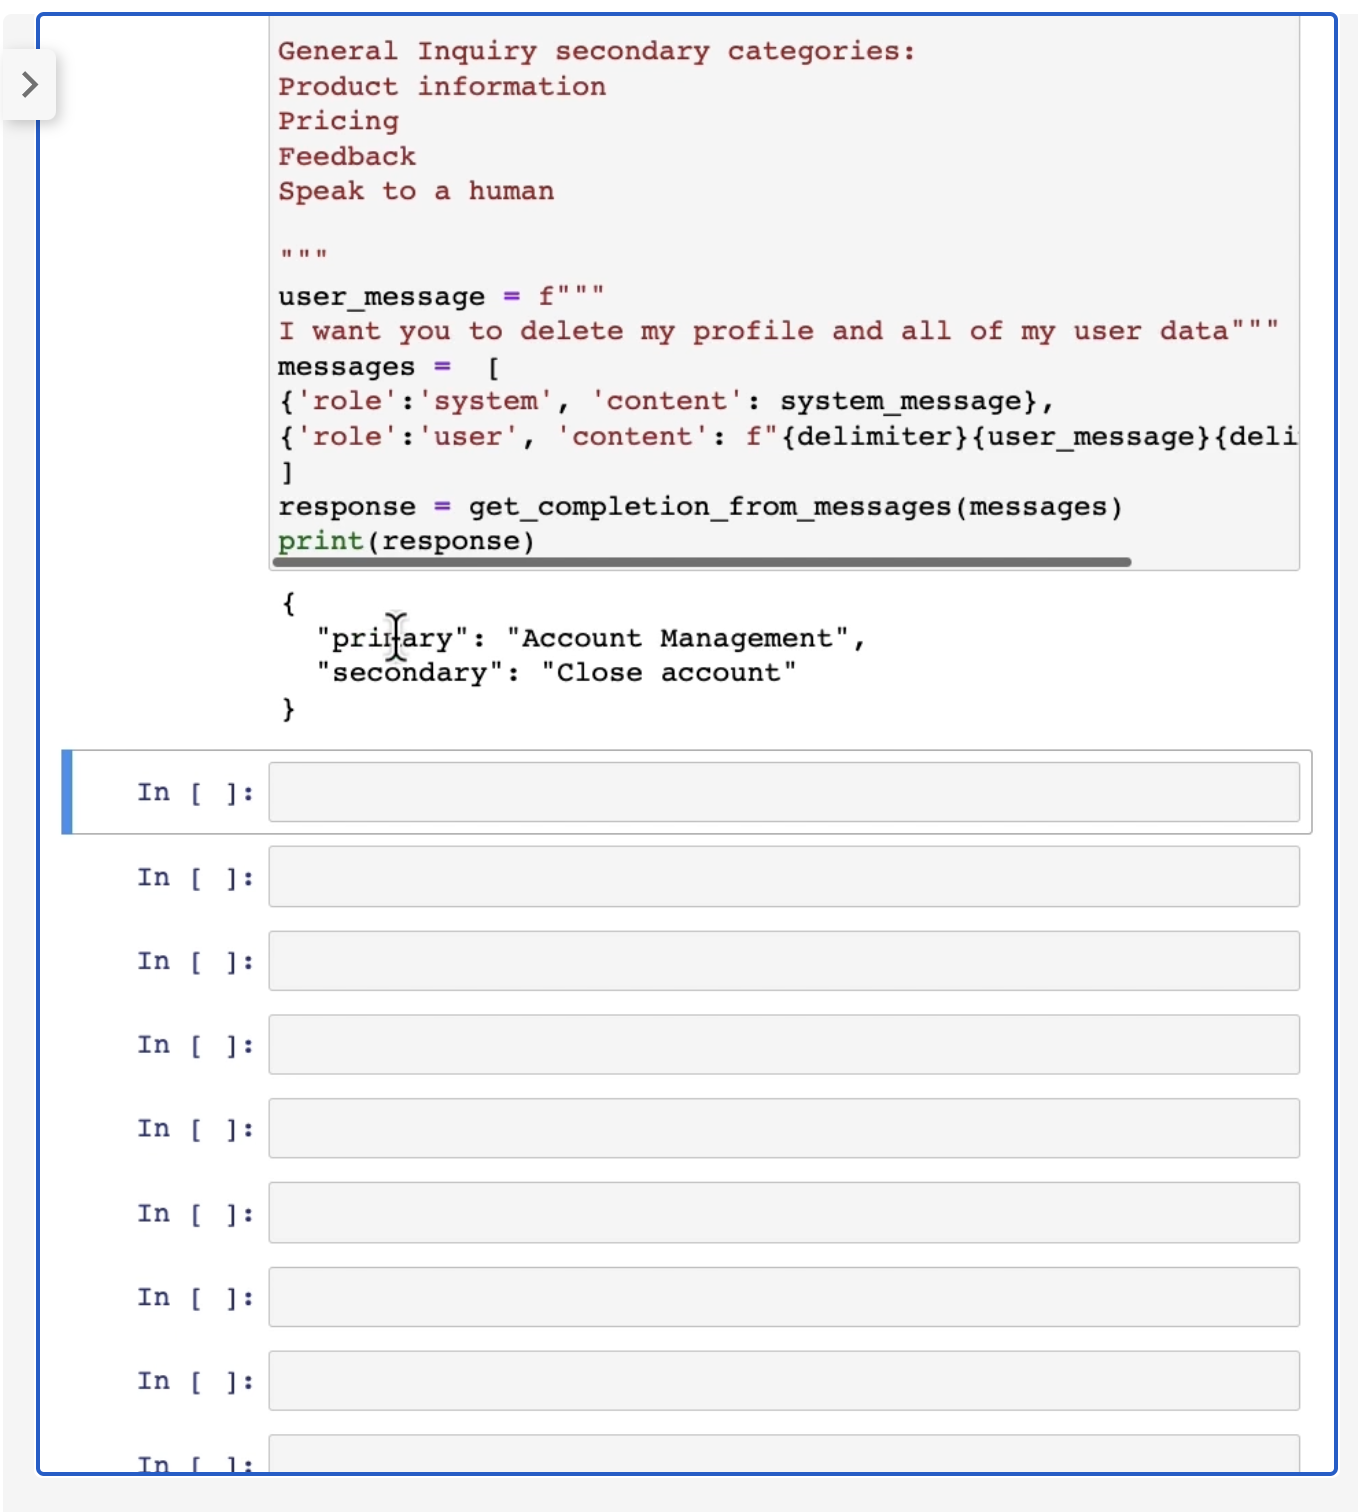 General Inquiry secondary categories:
Product information
Pricing
Feedback
Speak to a human
"""
user_message = f"""
I want you to delete my profile and all of my user data"""
messages =  [
{'role':'system', 'content': system_message},
{'role':'user', 'content': f"{delimiter}{user_message}{deli
]
response = get_completion_from_messages(messages)
print(response)
{
  "primary": "Account Management",
  "secondary": "Close account"
}
In [ ]:
In [ ]:
In [ ]:
In [ ]:
In [ ]:
In [ ]:
In [ ]:
In [ ]:
In [ ]: